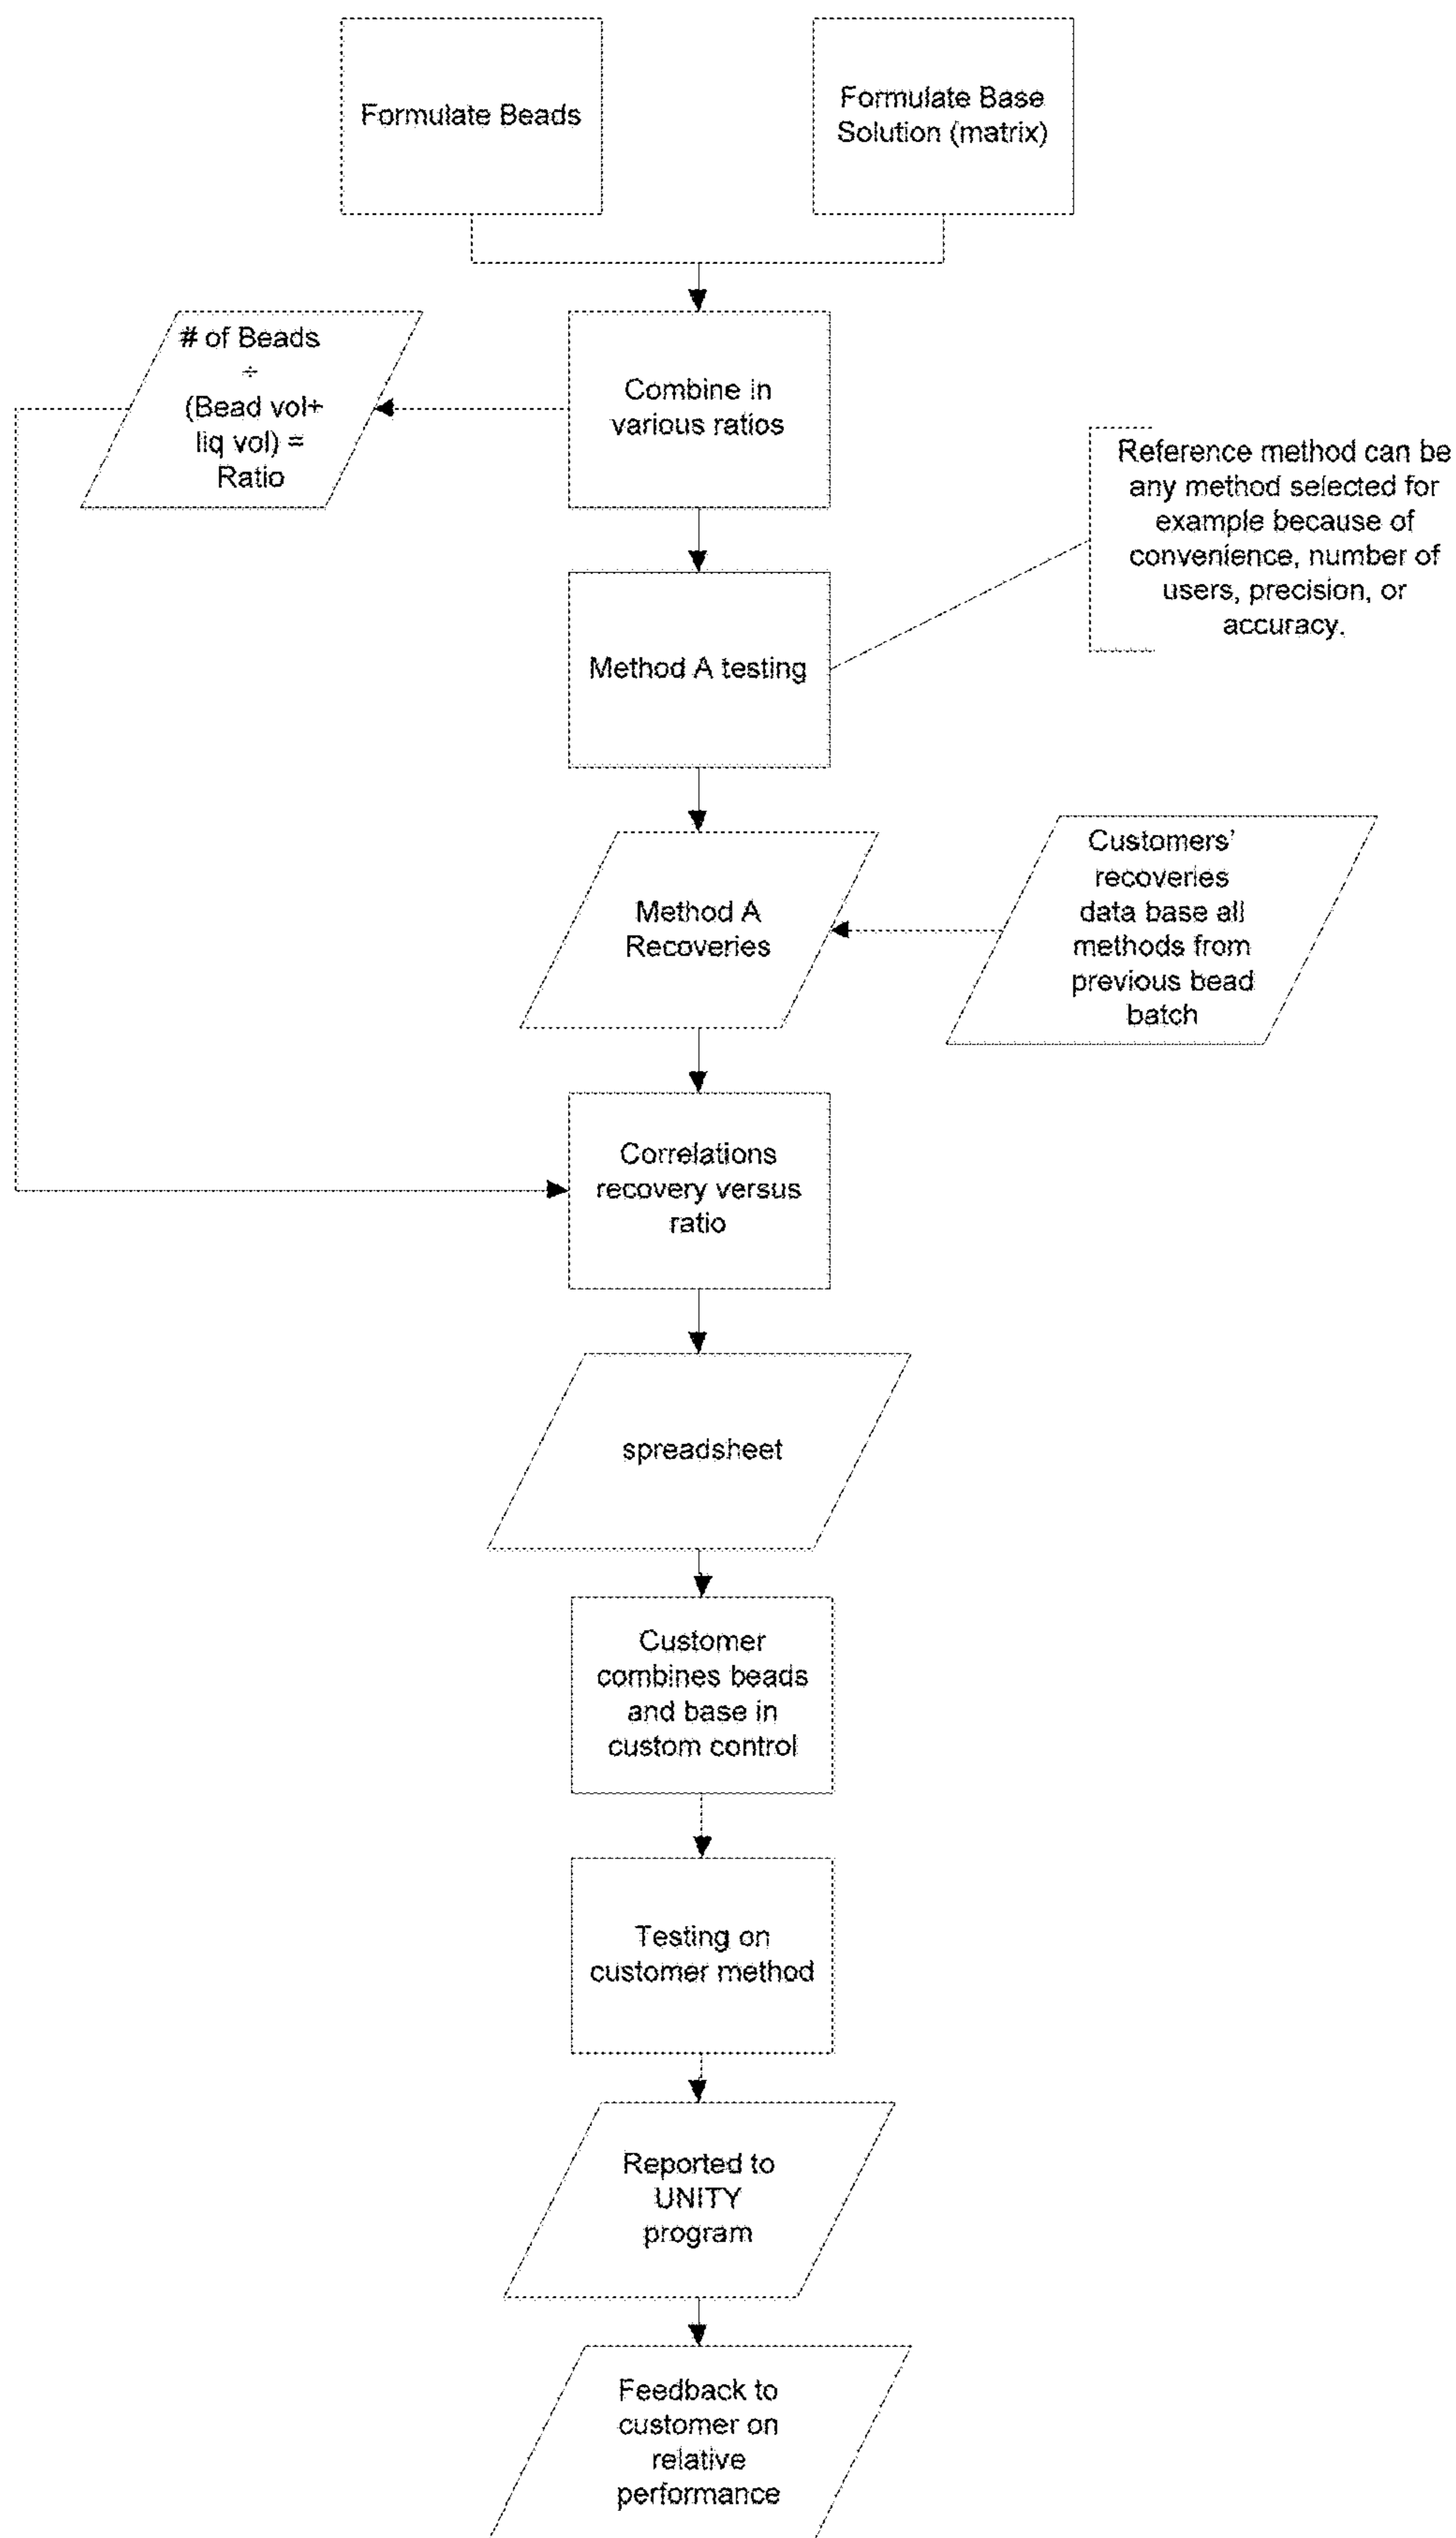 Formulate Beads
Formulate Base
Solution (matrix)
# of Beads
÷
(Bead vol+
liq vol) =
Ratio
Combine in
various ratios
Reference method can be
any method selected for
example because of
convenience, number of
users, precision, or
accuracy.
Method A testing
Method A
Recoveries
Customers'
recoveries
data base all
methods from
previous bead
batch
Correlations
recovery versus
ratio
spreadsheet
Customer
combines beads
and base in
custom control
Testing on
customer method
Reported to
UNITY
program
Feedback to
customer on
relative
performance